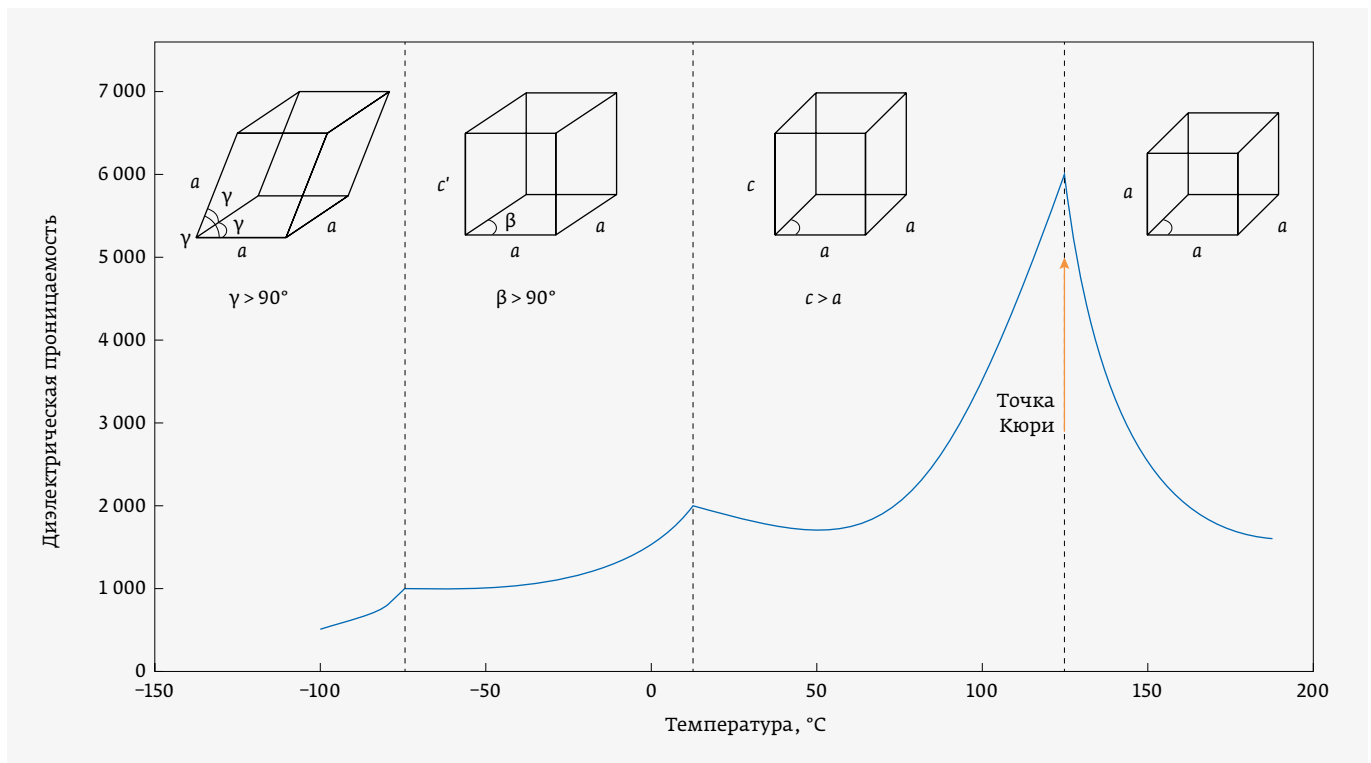 Диэлектрическая проницаемость
7 000
6 000
5 000
4 000
3 000
2 000
1 000
0
a
γ
γ
γ
a
a
γ > 90°
c'
β
a
a
β > 90°
c
a
a
c > a
a
a
a
Точка
Кюри
−150
−100
−50
0
50
100
150
200
Температура, °C